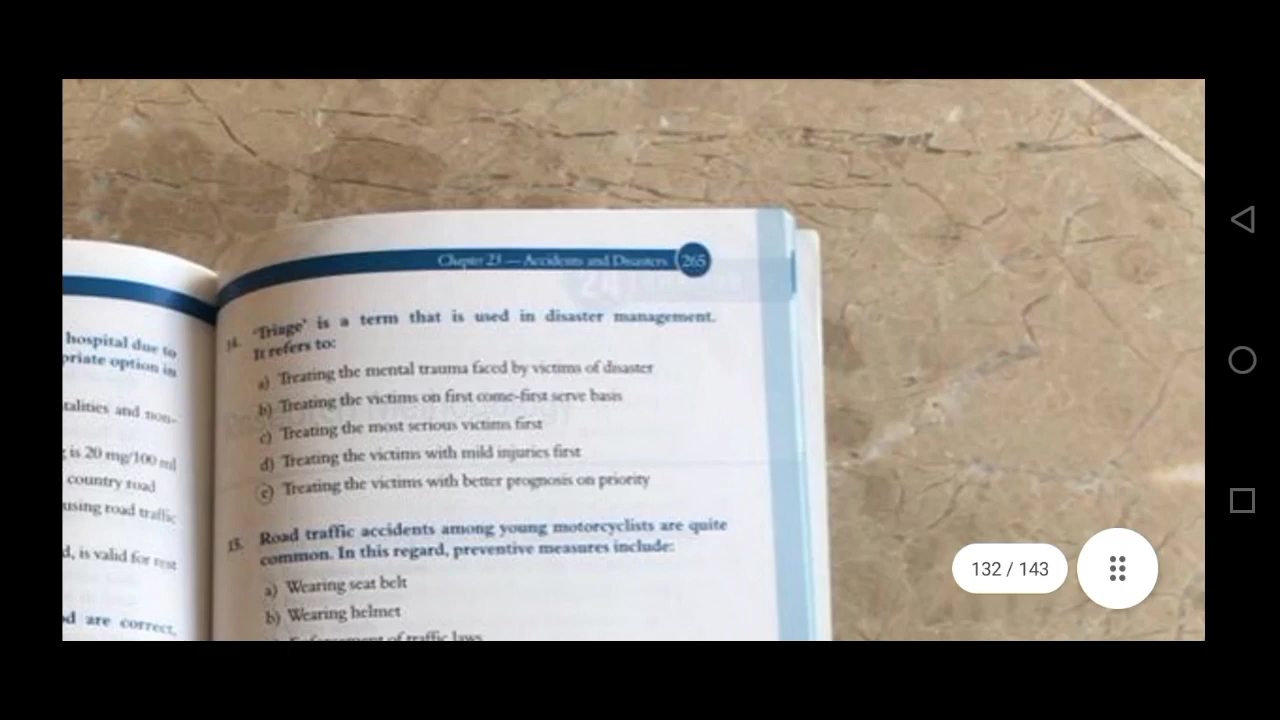 Chapter 23 — Accidents and Disasters 265
hospital due to
priate option in
talities and non-
is 20 mg/100 ml
country road
using road traffic
d, is valid for rest
d are correct,
14. 'Triage' is a term that is used in disaster management.
It refers to:
a) Treating the mental trauma faced by victims of disaster
b) Treating the victims on first come-first serve basis
c) Treating the most serious victims first
d) Treating the victims with mild injuries first
e) Treating the victims with better prognosis on priority
15. Road traffic accidents among young motorcyclists are quite
common. In this regard, preventive measures include:
a) Wearing seat belt
b) Wearing helmet
Enforcement of traffic laws
24
132 / 143